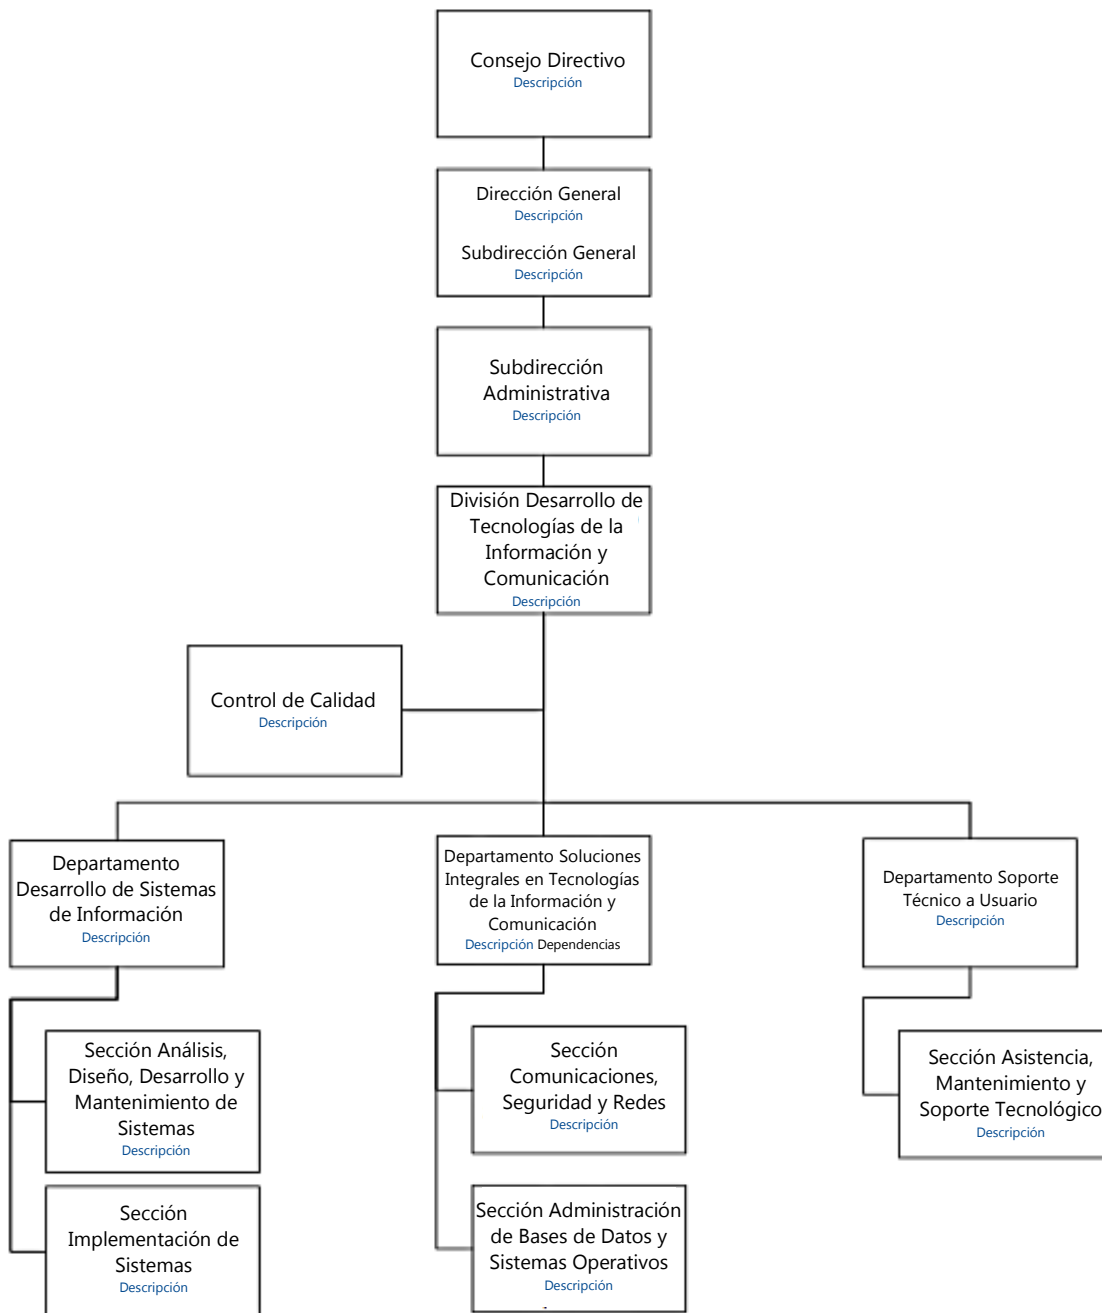 Consejo Directivo
Descripción
Dirección General
Descripción
Subdirección General
Descripción
Subdirección
Administrativa
Descripción
División Desarrollo de
Tecnologías de la
Información y
Comunicación
Descripción
Control de Calidad
Descripción
Departamento
Desarrollo de Sistemas
de Información
Descripción
Departamento Soluciones
Integrales en Tecnologías
de la Información y
Comunicación
Descripción Dependencias
Departamento Soporte
Técnico a Usuario
Descripción
Sección Análisis,
Diseño, Desarrollo y
Mantenimiento de
Sistemas
Descripción
Sección
Implementación de
Sistemas
Descripción
Sección
Comunicaciones,
Seguridad y Redes
Descripción
Sección Administración
de Bases de Datos y
Sistemas Operativos
Descripción
Sección Asistencia,
Mantenimiento y
Soporte Tecnológico
Descripción